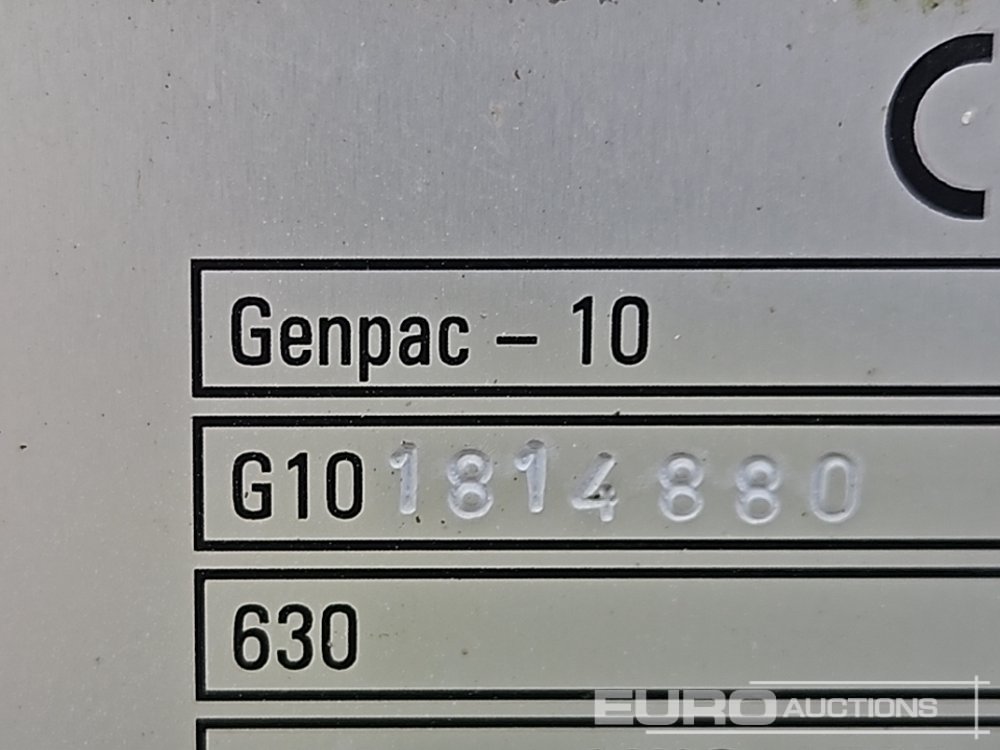 Genpac – 10
G10 1814880
630
EURO AUCTIONS